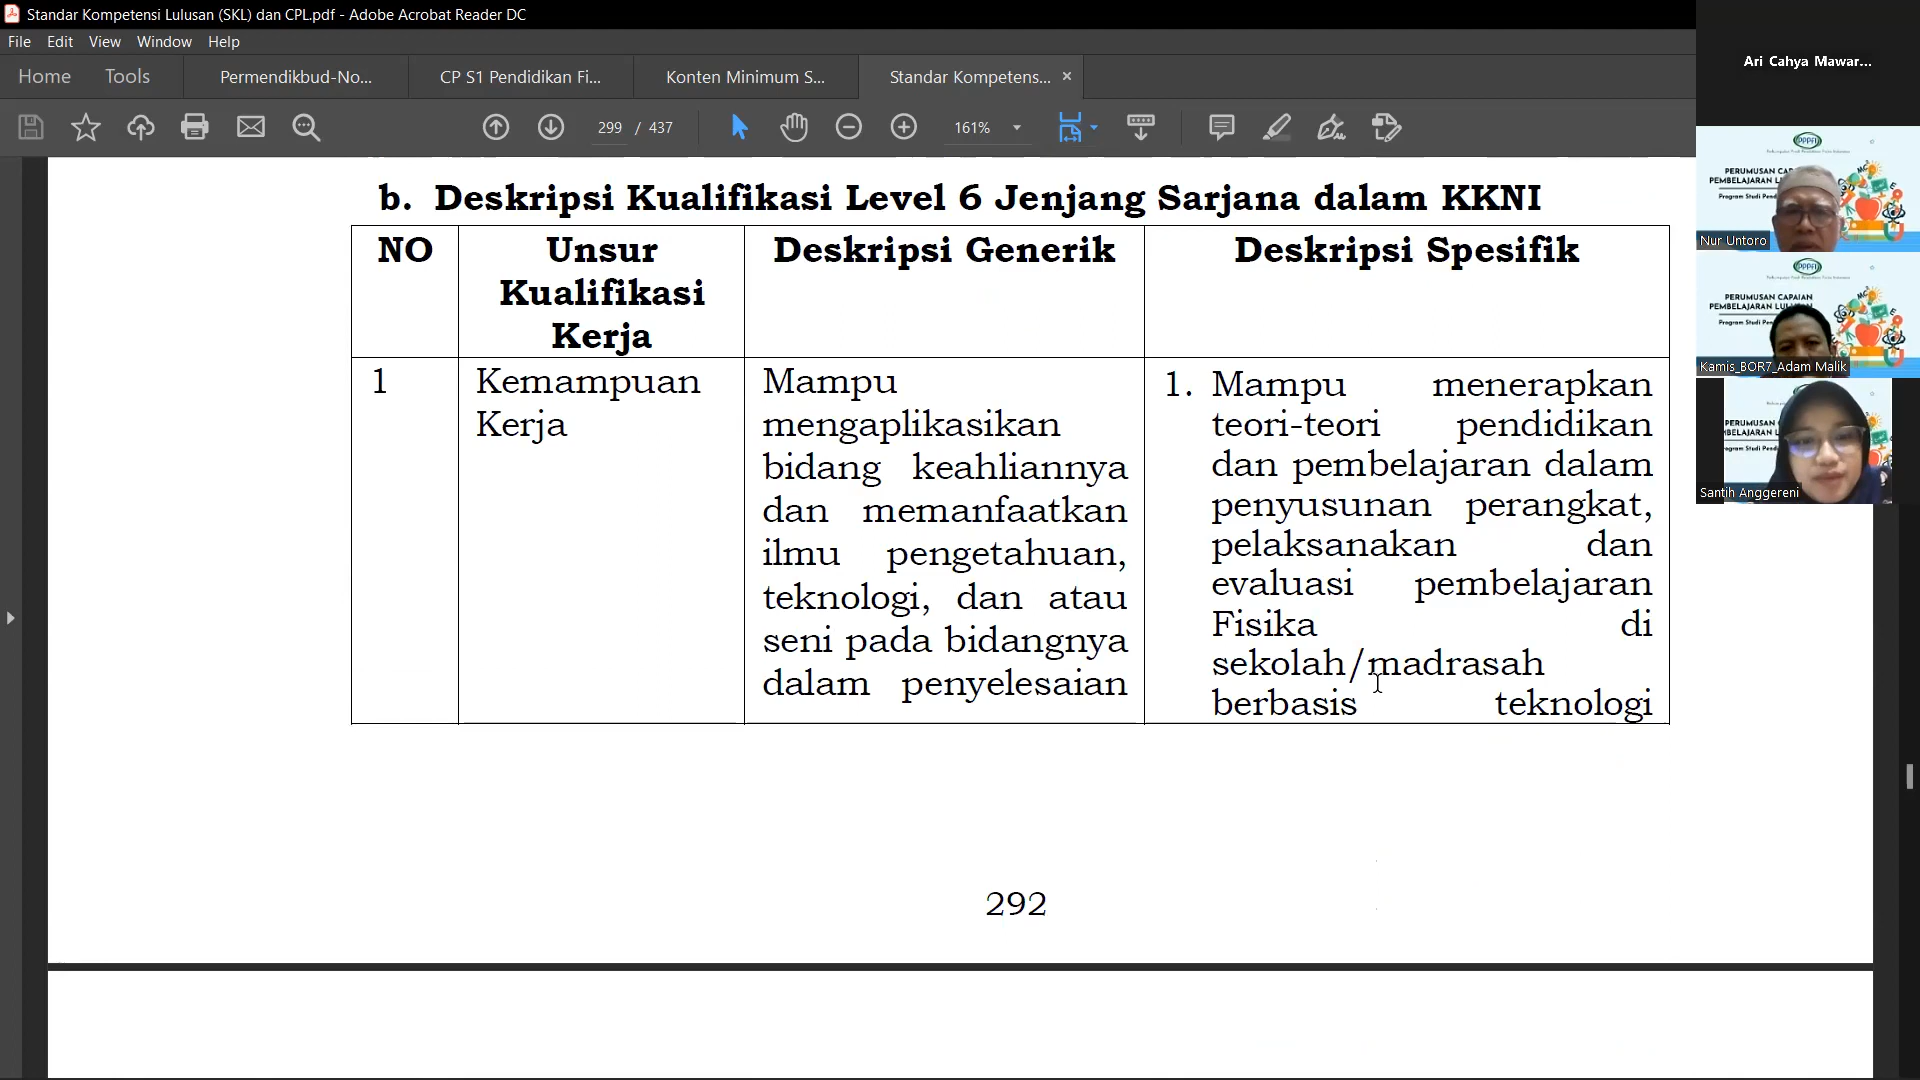 Standar Kompetensi Lulusan (SKL) dan CPL.pdf - Adobe Acrobat Reader DC
File Edit View Window Help
Home Tools Permendikbud-No... CP S1 Pendidikan Fi... Konten Minimum S... Standar Kompetens... ×
299 / 437 161%
b. Deskripsi Kualifikasi Level 6 Jenjang Sarjana dalam KKNI
NO
Unsur
Kualifikasi
Kerja
Deskripsi Generik
Deskripsi Spesifik
1
Kemampuan
Kerja
Mampu
mengaplikasikan
bidang keahliannya
dan memanfaatkan
ilmu pengetahuan,
teknologi, dan atau
seni pada bidangnya
dalam penyelesaian
1. Mampu menerapkan
teori-teori pendidikan
dan pembelajaran dalam
penyusunan perangkat,
pelaksanakan dan
evaluasi pembelajaran
Fisika di
sekolah/madrasah
berbasis teknologi
292
Ari Cahya Mawar...
Nur Untoro
PERUMUSAN CAPAIAN
Kamis_BOR7_Adam Malik
Santih Anggereni